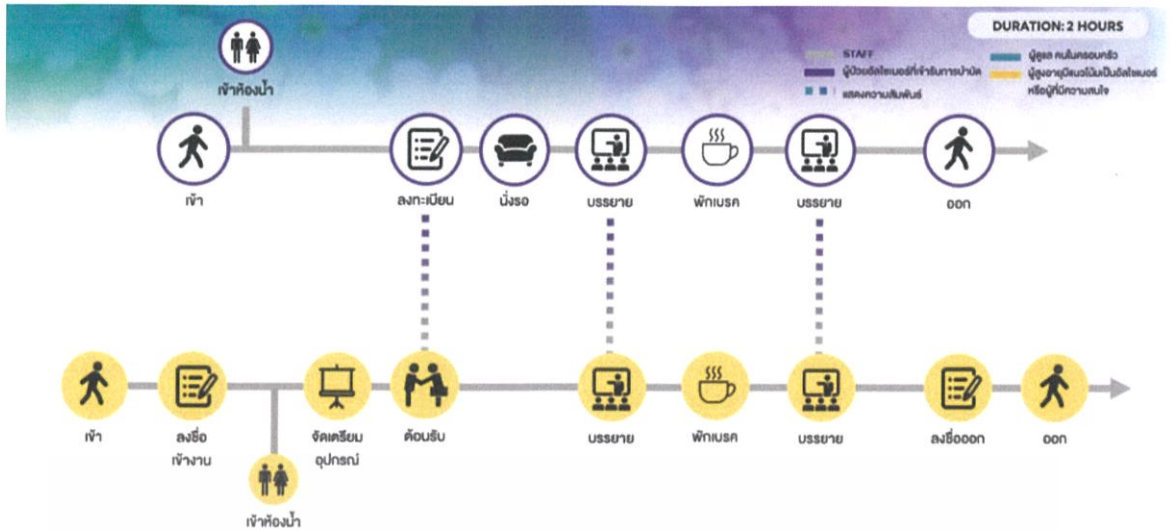 DURATION: 2 HOURS
STAFF
ผู้ป่วยอัลไซเมอร์ที่เข้ารับการบำบัด
แสดงความสัมพันธ์
ผู้ดูแล คนในครอบครัว
ผู้สูงอายุมีแนวโน้มเป็นอัลไซเมอร์
หรือผู้ที่มีความสนใจ
เข้าห้องน้ำ
เข้า
ลงทะเบียน
นั่งรอ
บรรยาย
พักเบรค
บรรยาย
ออก
เข้า
ลงชื่อ
เข้างาน
จัดเตรียม
อุปกรณ์
ต้อนรับ
บรรยาย
พักเบรค
บรรยาย
ลงชื่อออก
ออก
เข้าห้องน้ำ